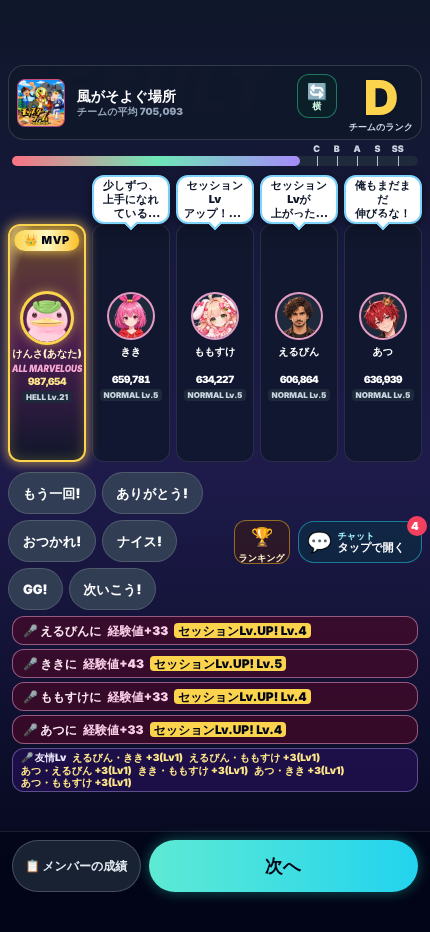 風がそよぐ場所
チームの平均 705,093
横
D
チームのランク
C B A S SS
少しずつ、
上手になれ
ている…
セッション
Lv
アップ！…
セッション
Lvが
上がった…
俺もまだま
だ
伸びるな！
MVP
けんさ(あなた)
ALL MARVELOUS
987,654
HELL Lv.21
きき
659,781
NORMAL Lv.5
ももすけ
634,227
NORMAL Lv.5
えるびん
606,864
NORMAL Lv.5
あつ
636,939
NORMAL Lv.5
もう一回!
ありがとう!
おつかれ!
ナイス!
ランキング
チャット
タップで開く
4
GG!
次いこう!
えるびんに 経験値+33 セッションLv.UP! Lv.4
ききに 経験値+43 セッションLv.UP! Lv.5
ももすけに 経験値+33 セッションLv.UP! Lv.4
あつに 経験値+33 セッションLv.UP! Lv.4
友情Lv えるびん・きき +3(Lv1) えるびん・ももすけ +3(Lv1)
あつ・えるびん +3(Lv1) きき・ももすけ +3(Lv1) あつ・きき +3(Lv1)
あつ・ももすけ +3(Lv1)
メンバーの成績
次へ